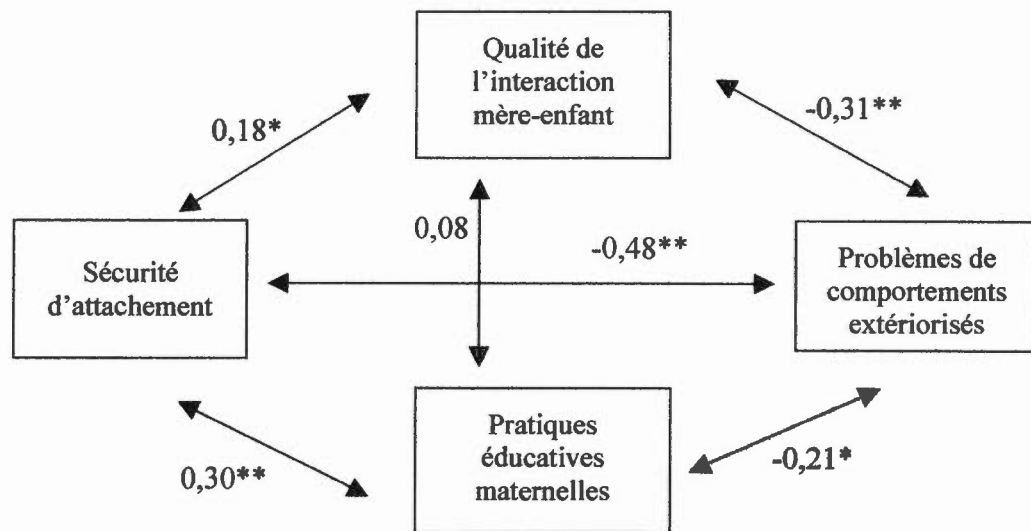 Qualité de
l'interaction
mère-enfant
0,18*
-0,31**
0,08
-0,48**
Sécurité
d'attachement
Problèmes de
comportements
extériorisés
Pratiques
éducatives
maternelles
0,30**
-0,21*